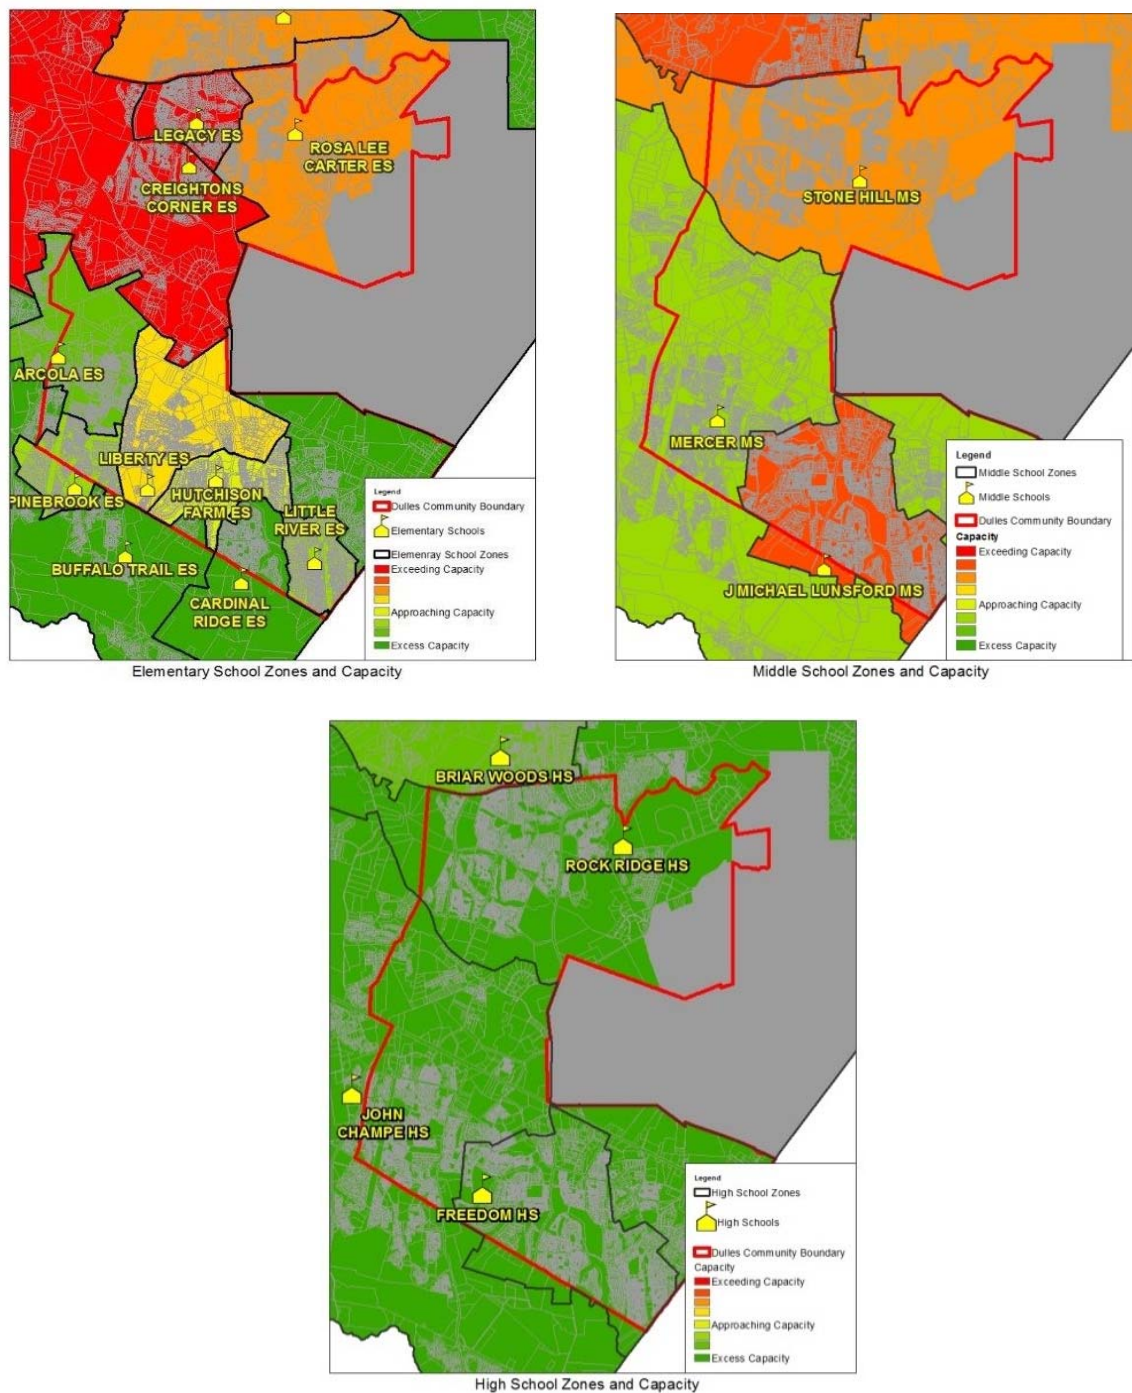 LEGACY ES
ROSA LEE
CARTER ES
CREIGHTONS
CORNER ES
ARCOLA ES
LIBERTY ES
PINEBROOK ES
HUTCHISON
FARM ES
LITTLE
RIVER ES
BUFFALO TRAIL ES
CARDINAL
RIDGE ES
Legend
Dulles Community Boundary
Elementary Schools
Elemenray School Zones
Exceeding Capacity
Approaching Capacity
Excess Capacity
Elementary School Zones and Capacity
STONE HILL MS
MERCER MS
J MICHAEL LUNSFORD MS
Legend
Middle School Zones
Middle Schools
Dulles Community Boundary
Capacity
Exceeding Capacity
Approaching Capacity
Excess Capacity
Middle School Zones and Capacity
BRIAR WOODS HS
ROCK RIDGE HS
JOHN
CHAMPE HS
FREEDOM HS
Legend
High School Zones
High Schools
Dulles Community Boundary
Capacity
Exceeding Capacity
Approaching Capacity
Excess Capacity
High School Zones and Capacity